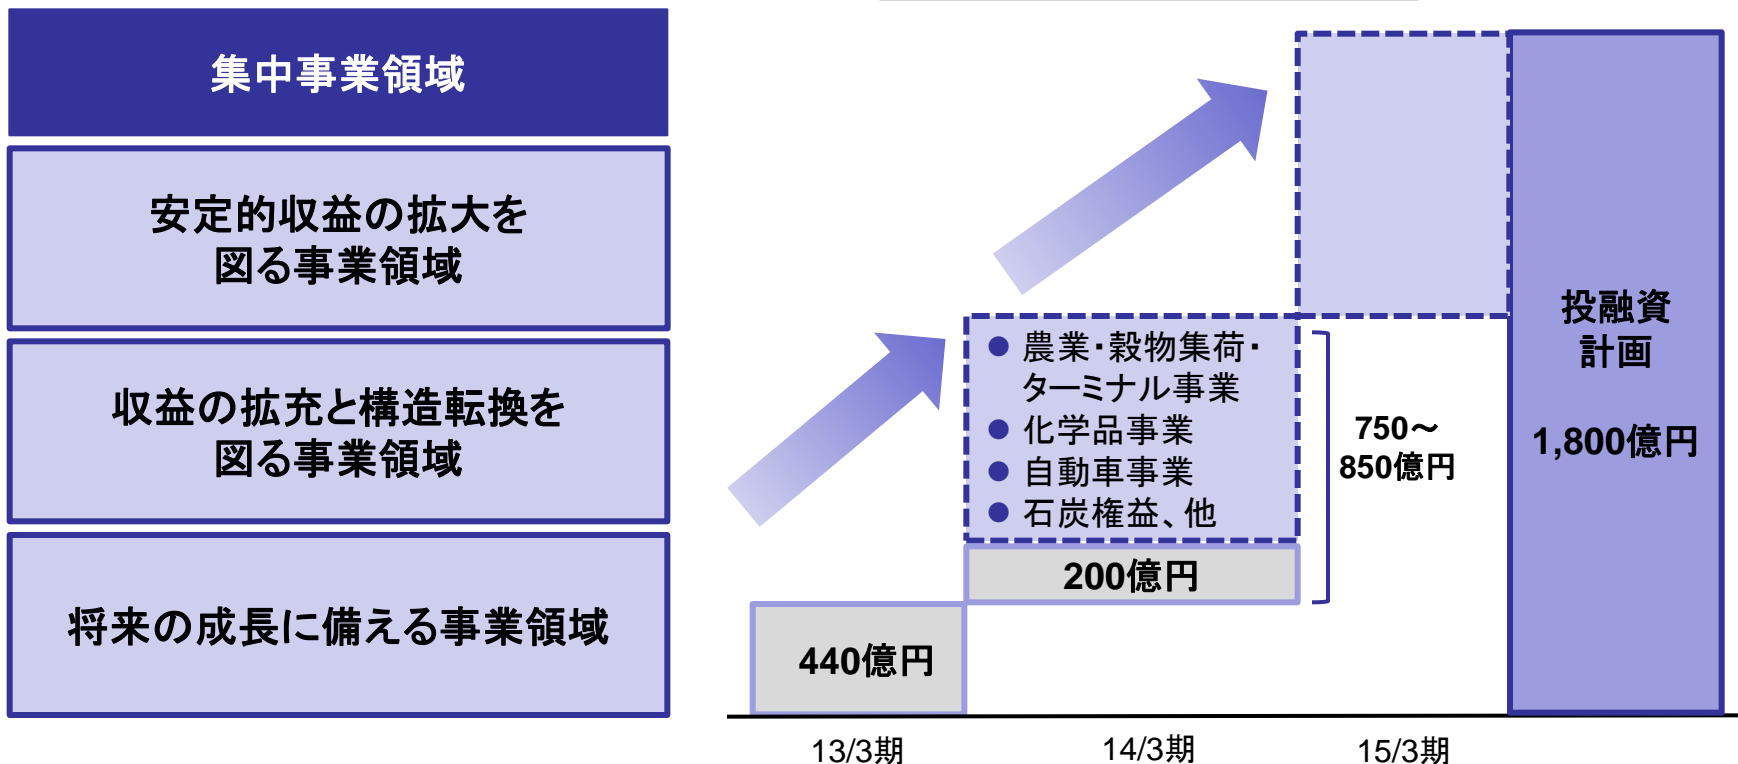 集中事業領域
安定的収益の拡大を
図る事業領域
収益の拡充と構造転換を
図る事業領域
将来の成長に備える事業領域
● 農業・穀物集荷・
ターミナル事業
● 化学品事業
● 自動車事業
● 石炭権益、他
200億円
440億円
750～
850億円
投融資
計画
1,800億円
13/3期
14/3期
15/3期